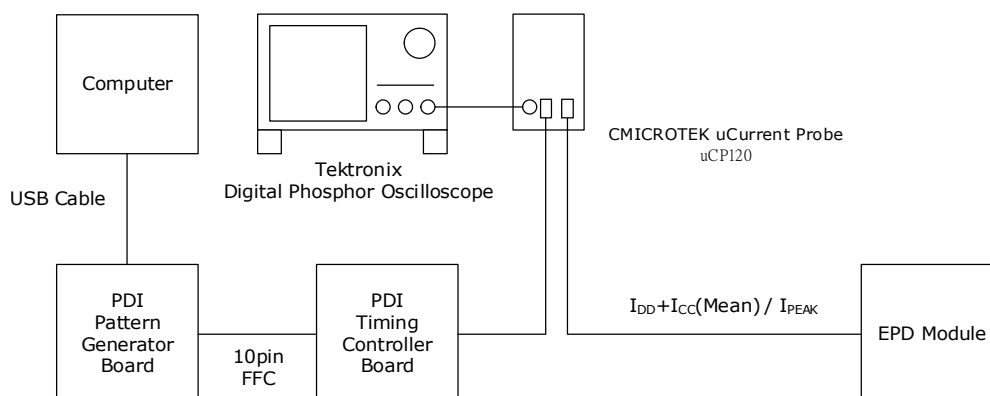 Computer
CMICROTEK uCurrent Probe
uCP120
Tektronix
Digital Phosphor Oscilloscope
USB Cable
PDI
Pattern
Generator
Board
10pin
FFC
PDI
Timing
Controller
Board
IDD+ICC(Mean) / IPEAK
EPD Module